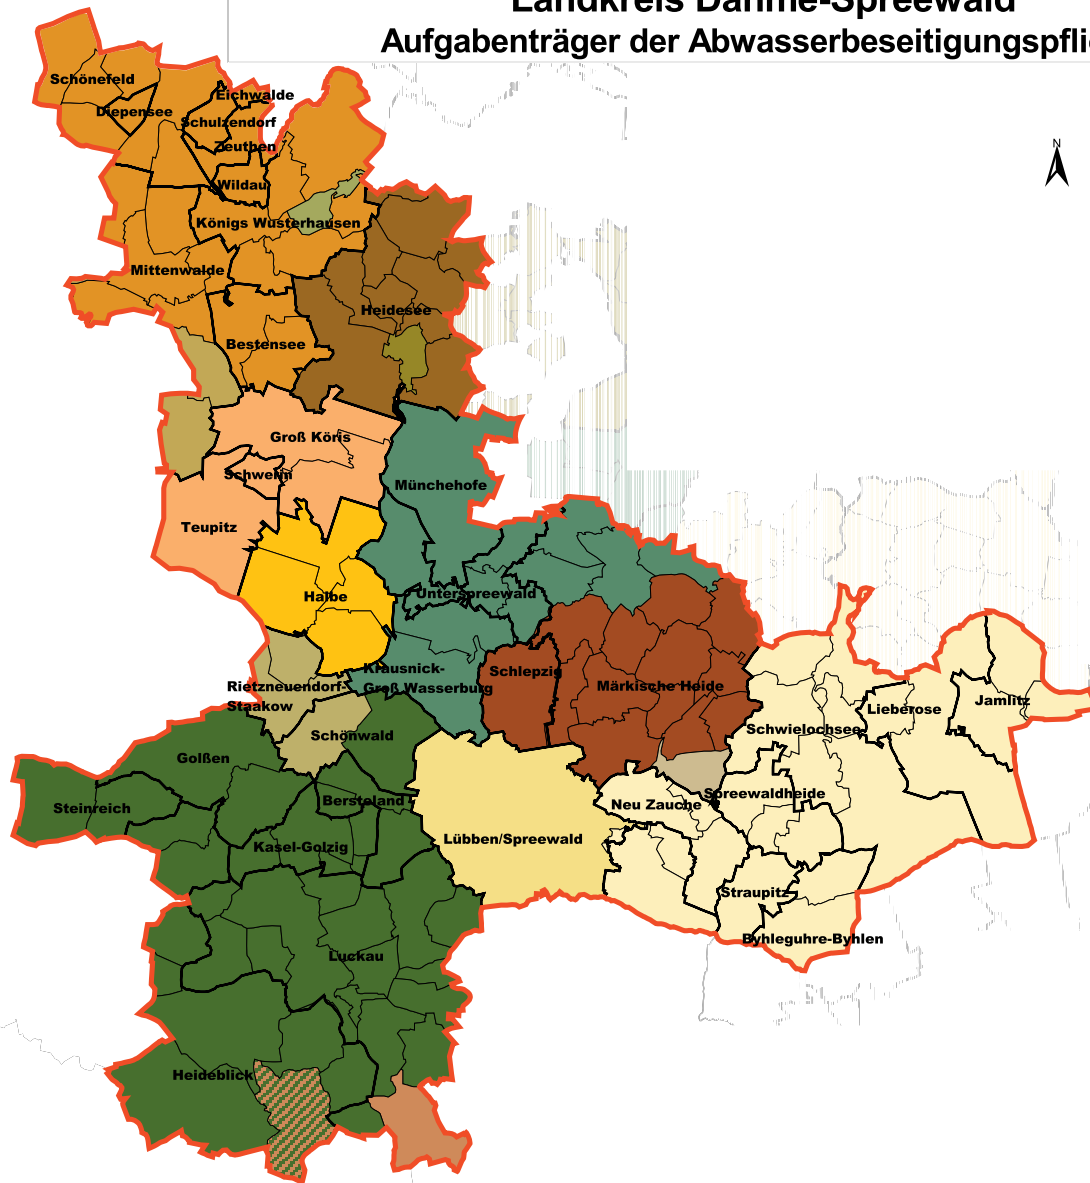 Landkreis Dahme-Spreewald
Aufgabenträger der Abwasserbeseitigungspfli
N
Schönefeld
Eichwalde
Diepensee
Schulzendorf
Zeuthen
Wildau
Königs Wusterhausen
Mittenwalde
Heidesee
Bestensee
Groß Köris
Schwerin
Münchehofe
Teupitz
Halbe
Unterspreewald
Krausnick-
Groß Wasserburg
Schlepzig
Märkische Heide
Rietzneuendorf-
Staakow
Schönwald
Schwielochsee
Lieberose
Jamlitz
Golßen
Steinreich
Bersteland
Neu Zauche
Spreewaldheide
Kasel-Golzig
Lübben/Spreewald
Straupitz
Byhleguhre-Byhlen
Luckau
Heideblick